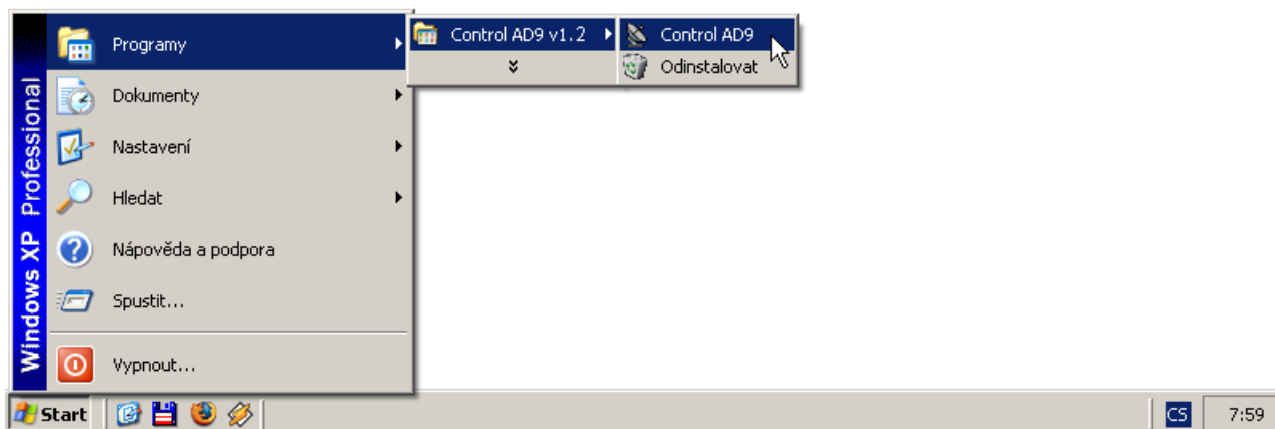 Windows XP Professional
Programy
Dokumenty
Nastavení
Hledat
Nápověda a podpora
Spustit...
Vypnout...
Control AD9 v1.2
Control AD9
Odinstalovat
Start
CS
7:59